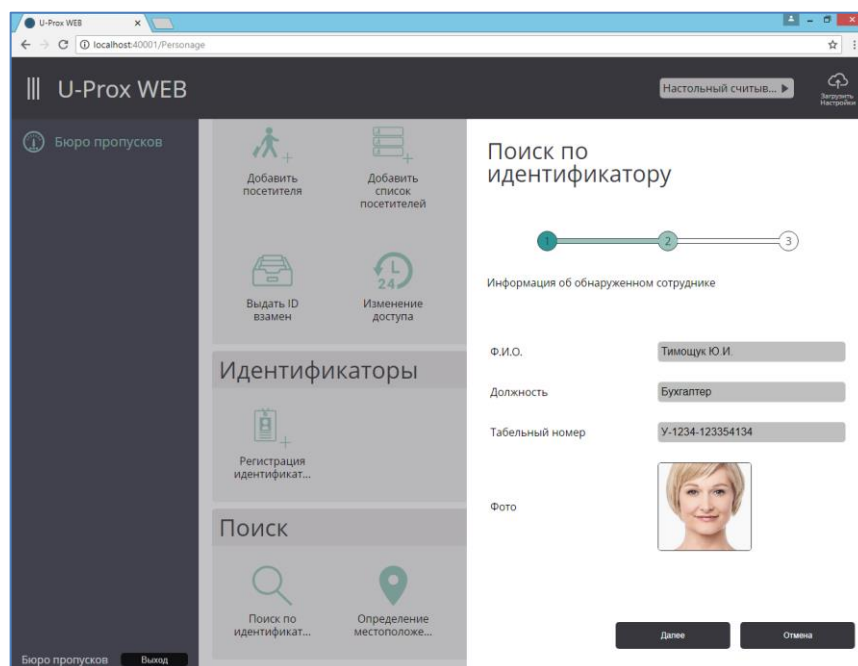 U-Prox WEB
localhost:40001/Personage
U-Prox WEB
Настольный считыв...
Загрузить
Настройки
Бюро пропусков
Добавить
посетителя
Добавить
список
посетителей
Выдать ID
взамен
24
Изменение
доступа
Идентификаторы
Регистрация
идентификат...
Поиск
Поиск по
идентификат...
Определение
местоположе...
Поиск по
идентификатору
1
2
3
Информация об обнаруженном сотруднике
Ф.И.О.
Тимощук Ю.И.
Должность
Бухгалтер
Табельный номер
У-1234-123354134
Фото
Далее
Отмена
Бюро пропусков
Выход